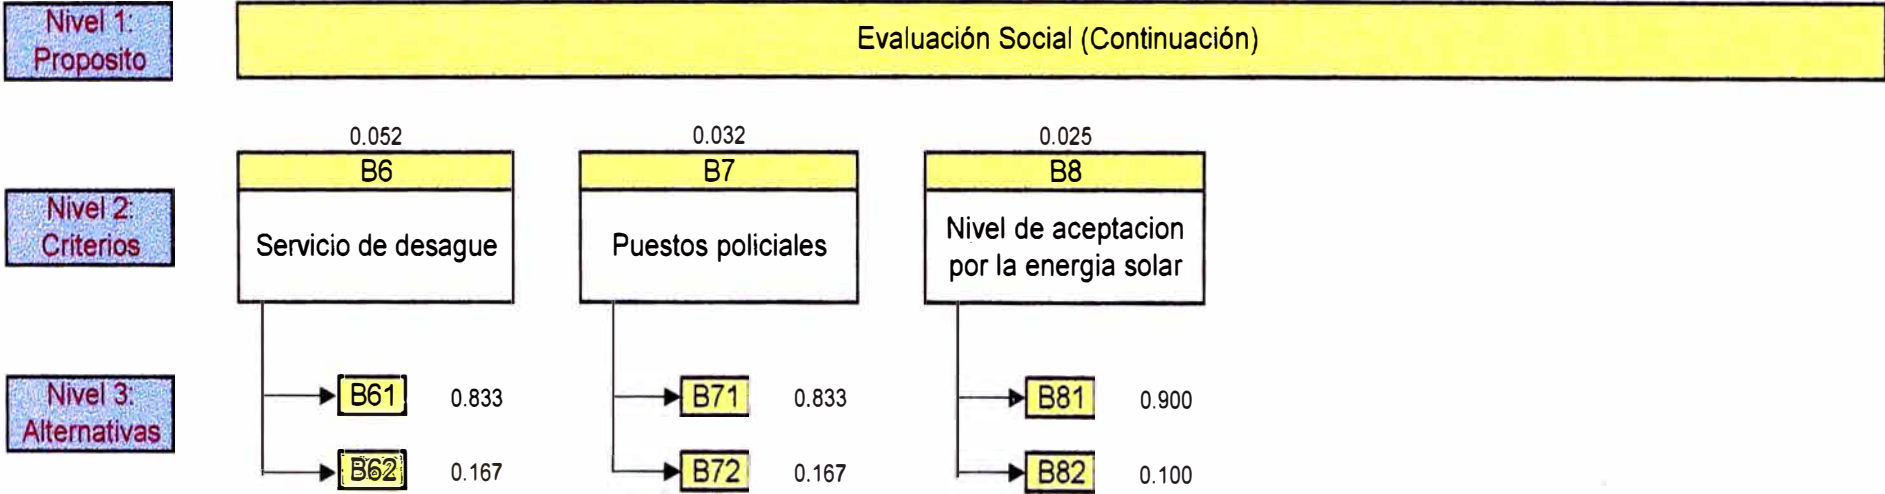 Nivel 1:
Proposito
Evaluación Social (Continuación)
0.052
0.032
0.025
B6
B7
B8
Nivel 2:
Criterios
Servicio de desague
Puestos policiales
Nivel de aceptacion
por la energia solar
Nivel 3:
Alternativas
B61
0.833
B71
0.833
B81
0.900
B62
0.167
B72
0.167
B82
0.100